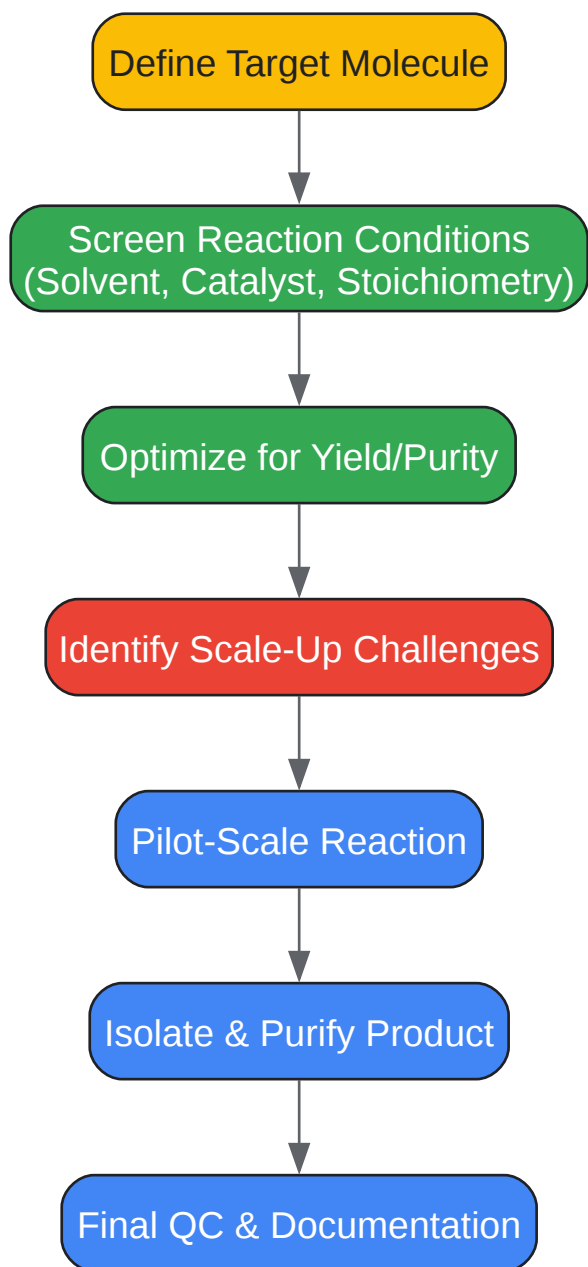 Define Target Molecule
Screen Reaction Conditions
(Solvent, Catalyst, Stoichiometry)
Optimize for Yield/Purity
Identify Scale-Up Challenges
Pilot-Scale Reaction
Isolate & Purify Product
Final QC & Documentation